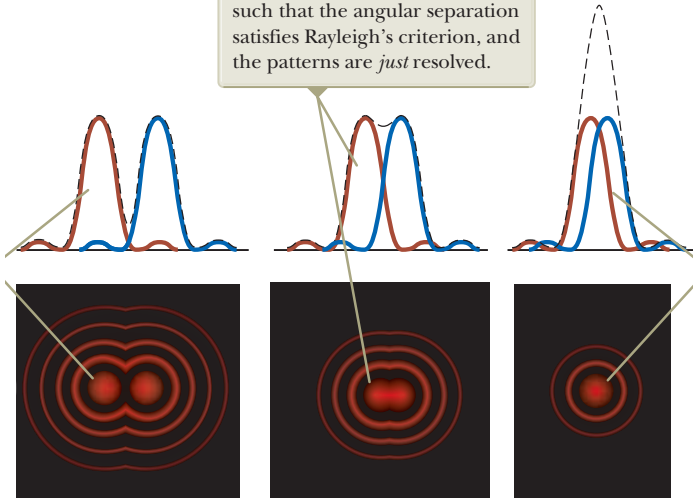 such that the angular separation
satisfies Rayleigh's criterion, and
the patterns are just resolved.